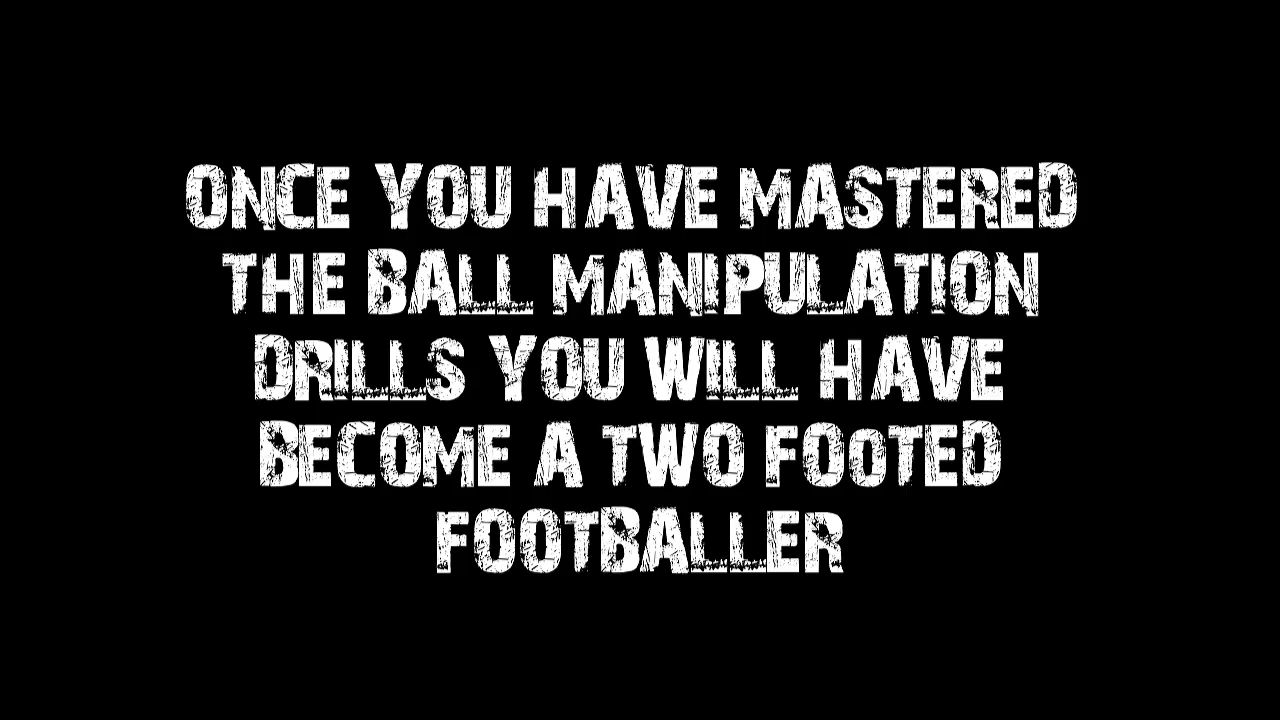 ONCE YOU HAVE MASTERED
THE BALL MANIPULATION
DRILLS YOU WILL HAVE
BECOME A TWO FOOTED
FOOTBALLER